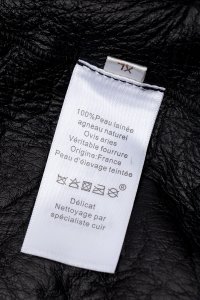 XL
100%Peau lainée
agneau naturel
Ovis aries
Véritable fourrure
Origine:France
Peau d'élevage teintée
Délicat
Nettoyage par
spécialiste cuir